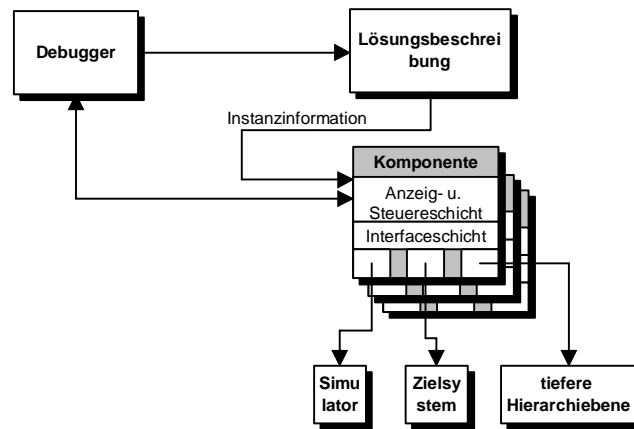 Debugger
Lösungsbeschrei
bung
Instanzinformation
Komponente
Anzeig- u.
Steuereschicht
Interfaceschicht
Simu
lator
Zielsy
stem
tiefere
Hierarchiebene